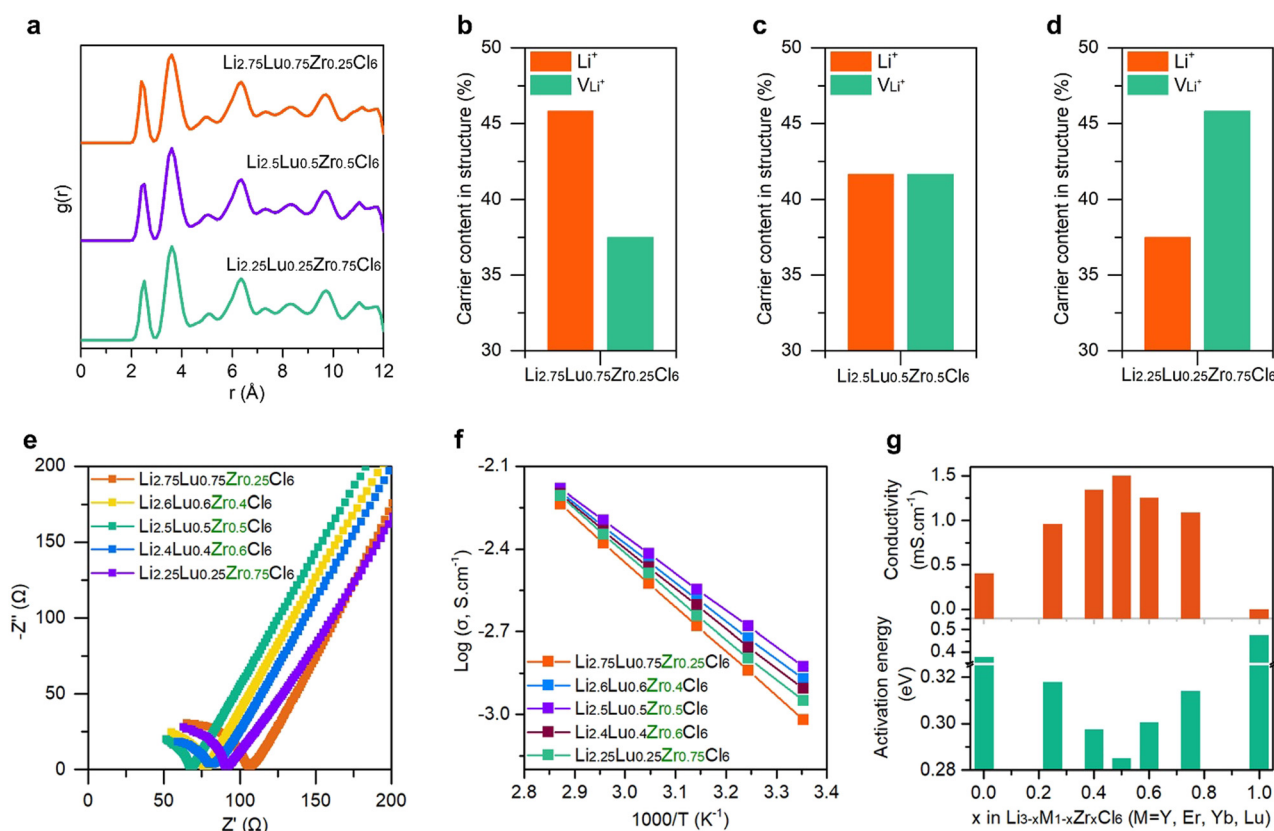 a
Li2.75Lu0.75Zr0.25Cl6
Li2.5Lu0.5Zr0.5Cl6
Li2.25Lu0.25Zr0.75Cl6
g(r)
0 2 4 6 8 10 12
r (Å)
b
50
45
40
35
30
Carrier content in structure (%)
Li+
VLi+
Li2.75Lu0.75Zr0.25Cl6
c
50
45
40
35
30
Carrier content in structure (%)
Li+
VLi+
Li2.5Lu0.5Zr0.5Cl6
d
50
45
40
35
30
Carrier content in structure (%)
Li+
VLi+
Li2.25Lu0.25Zr0.75Cl6
e
200
150
100
50
0
-Z'' (Ω)
Li2.75Lu0.75Zr0.25Cl6
Li2.6Lu0.6Zr0.4Cl6
Li2.5Lu0.5Zr0.5Cl6
Li2.4Lu0.4Zr0.6Cl6
Li2.25Lu0.25Zr0.75Cl6
0 50 100 150 200
Z' (Ω)
f
-2.1
-2.4
-2.7
-3.0
Log (σ, S.cm-1)
Li2.75Lu0.75Zr0.25Cl6
Li2.6Lu0.6Zr0.4Cl6
Li2.5Lu0.5Zr0.5Cl6
Li2.4Lu0.4Zr0.6Cl6
Li2.25Lu0.25Zr0.75Cl6
2.8 2.9 3.0 3.1 3.2 3.3 3.4
1000/T (K-1)
g
1.5
1.0
0.5
0.0
Conductivity
(mS.cm-1)
0.5
0.4
0.32
0.30
0.28
Activation energy
(eV)
0.0 0.2 0.4 0.6 0.8 1.0
x in Li3-xM1-xZrxCl6 (M=Y, Er, Yb, Lu)